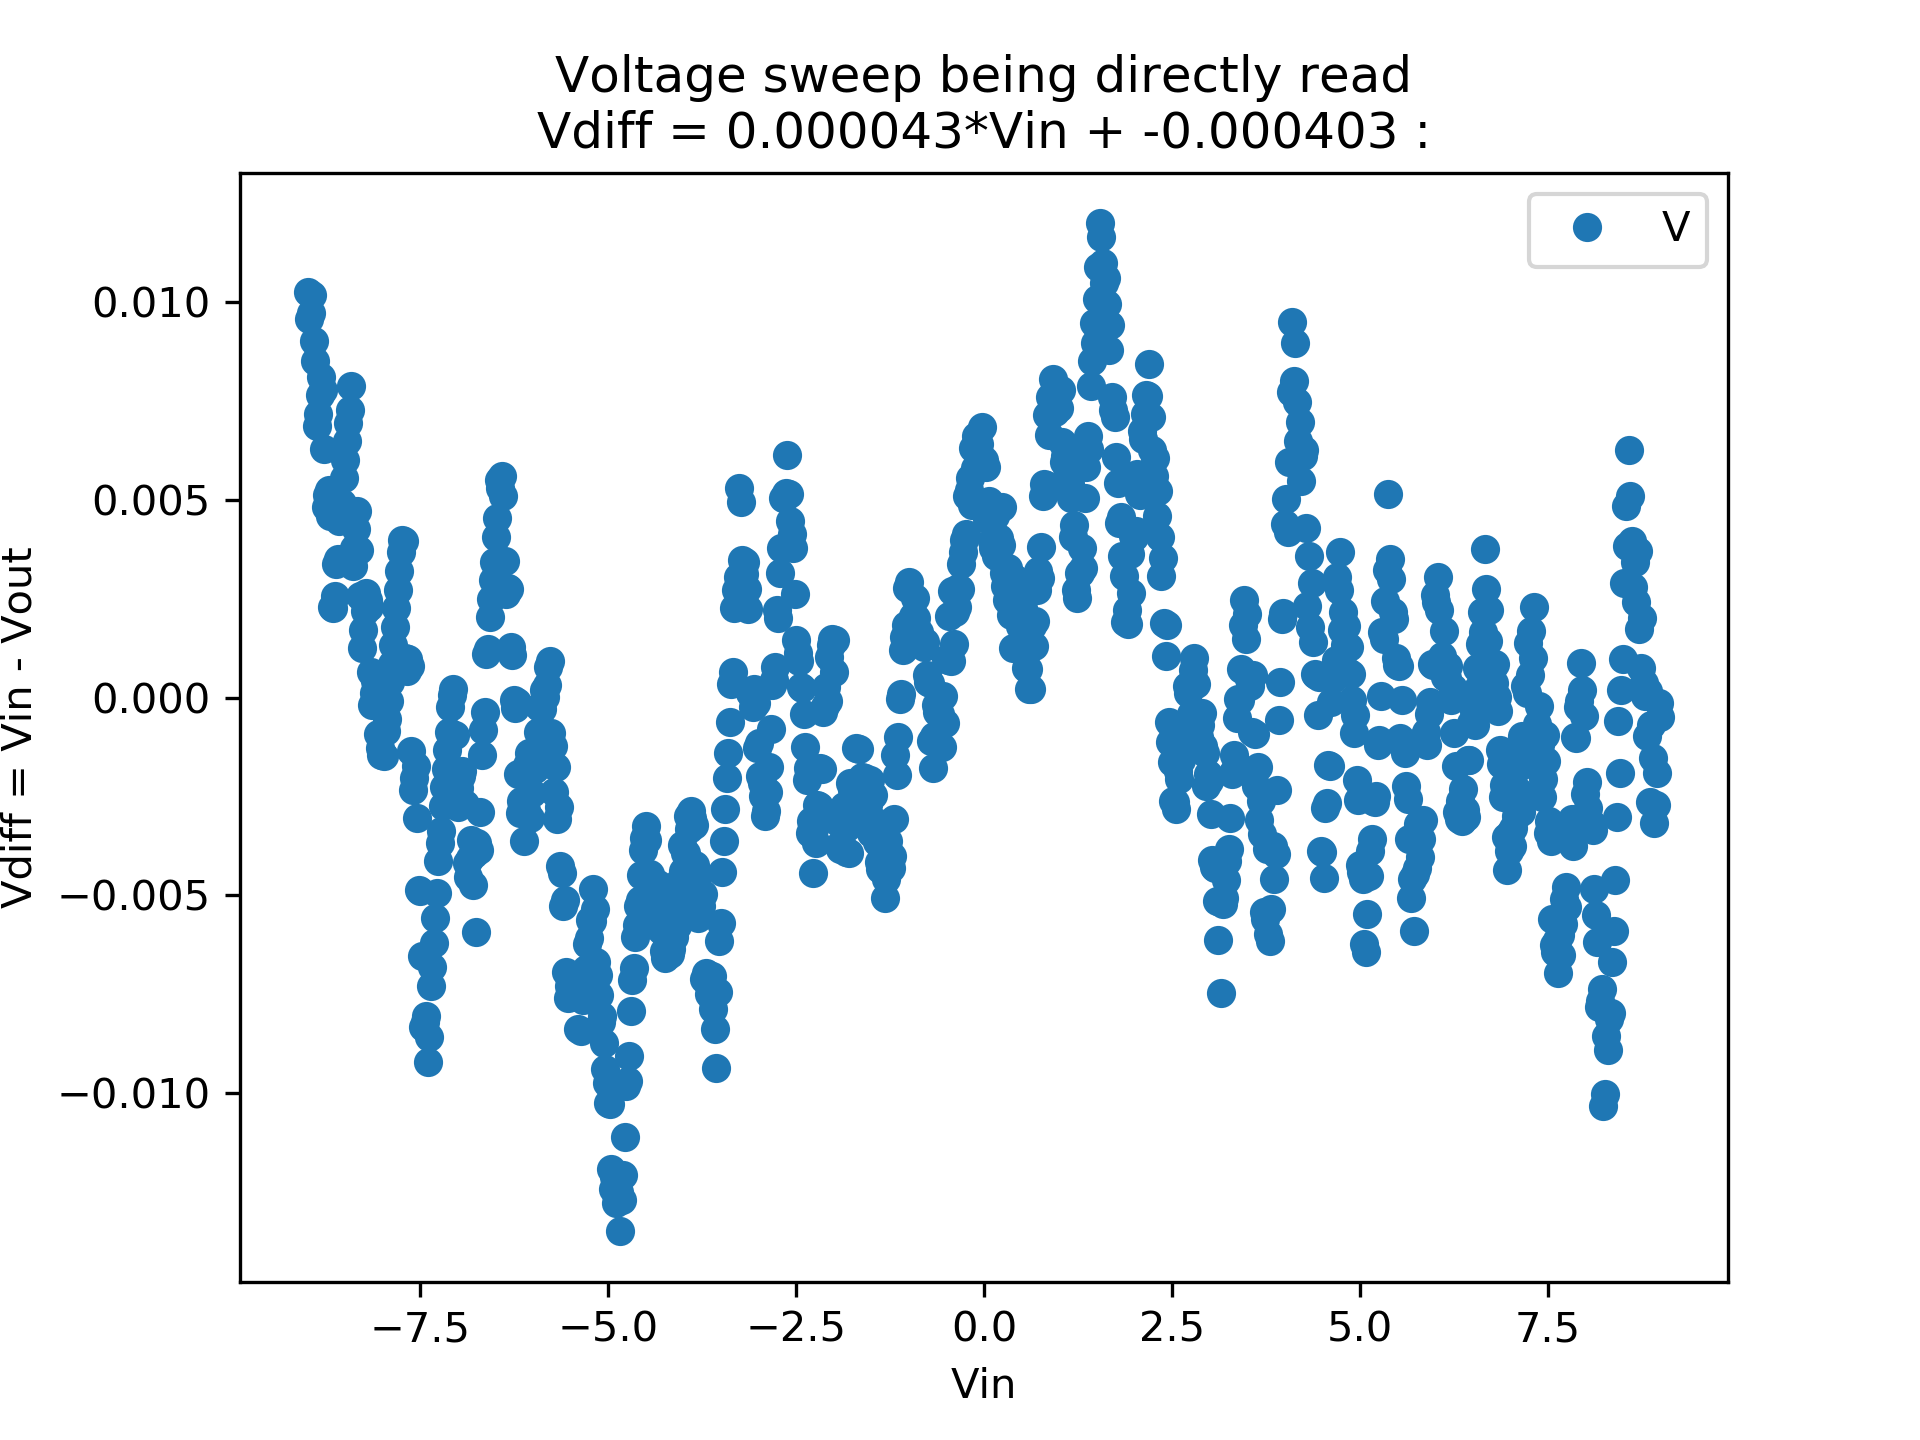 Voltage sweep being directly read
Vdiff = 0.000043*Vin + -0.000403 :
V
Vdiff = Vin - Vout
0.010
0.005
0.000
−0.005
−0.010
−7.5
−5.0
−2.5
0.0
2.5
5.0
7.5
Vin